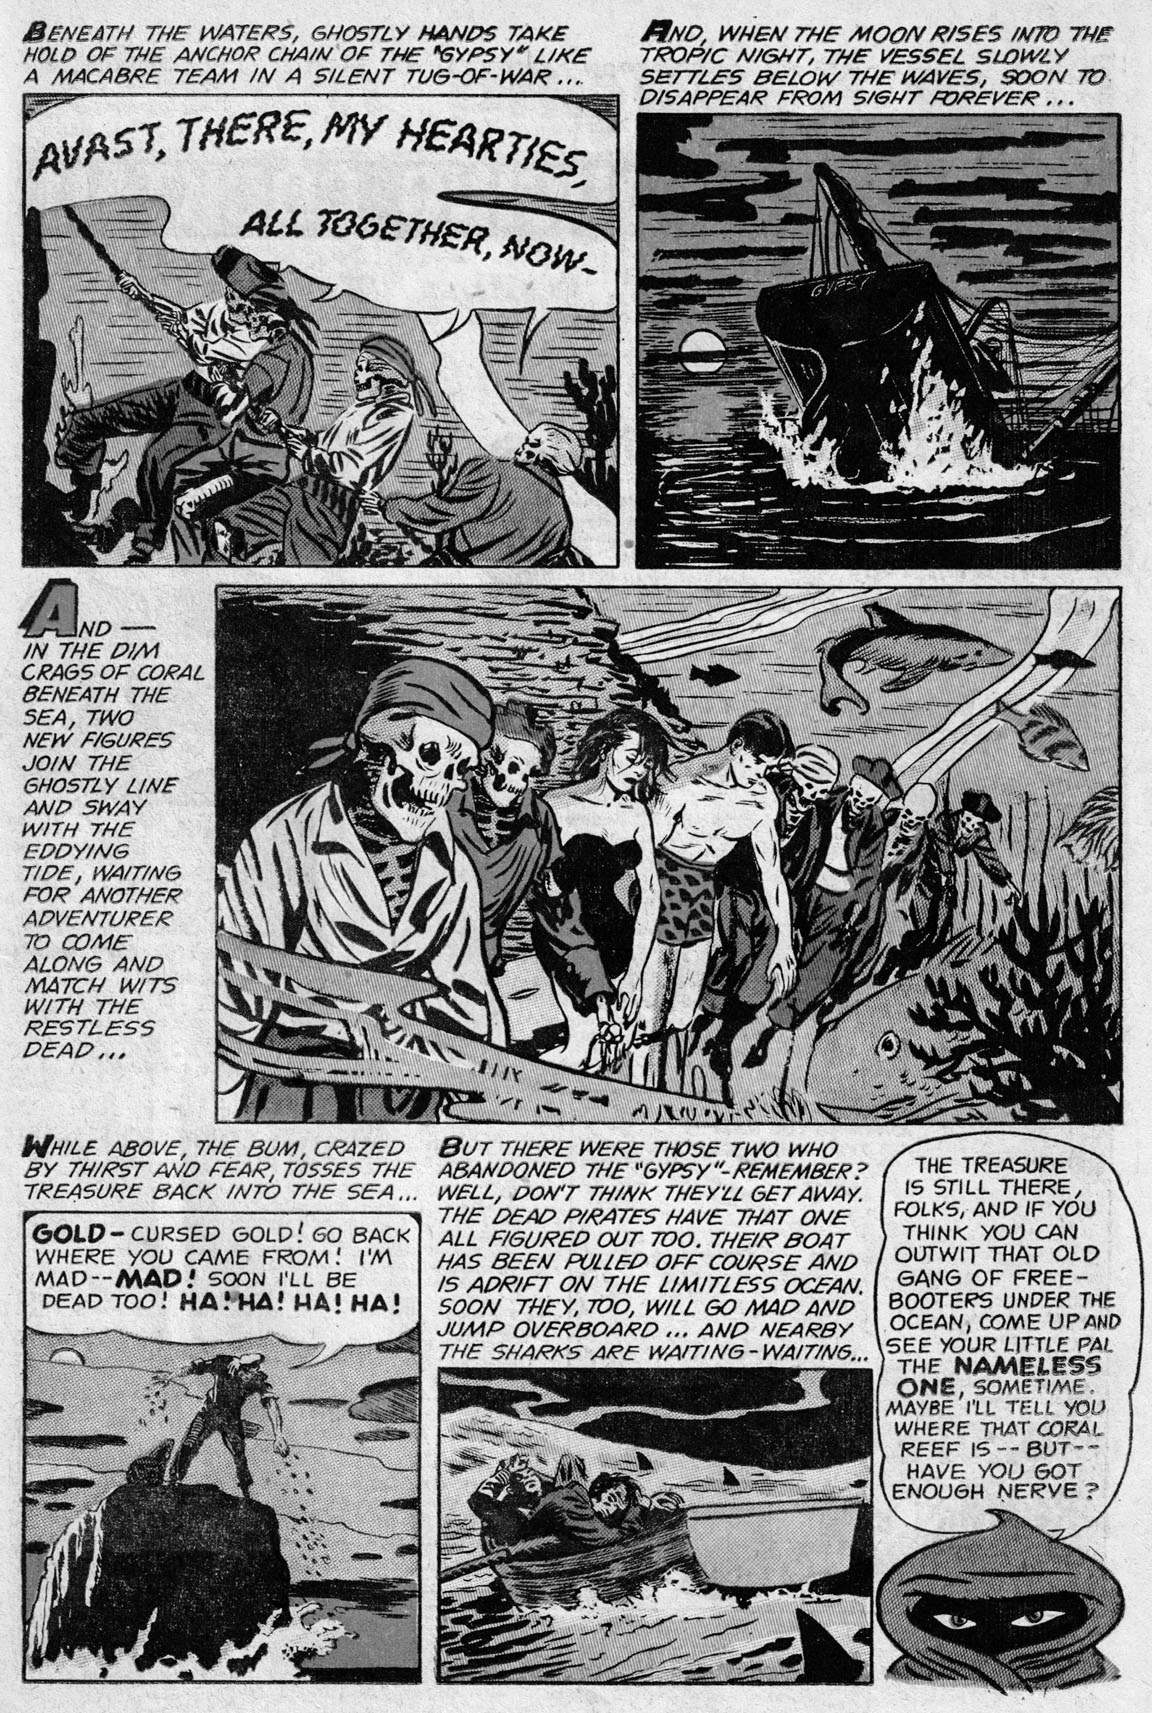 BENEATH THE WATERS, GHOSTLY HANDS TAKE
HOLD OF THE ANCHOR CHAIN OF THE "GYPSY" LIKE
A MACABRE TEAM IN A SILENT TUG-OF-WAR...
AVAST, THERE, MY HEARTIES,
ALL TOGETHER, NOW-
AND, WHEN THE MOON RISES INTO THE
TROPIC NIGHT, THE VESSEL SLOWLY
SETTLES BELOW THE WAVES, SOON TO
DISAPPEAR FROM SIGHT FOREVER...
GYPSY
AND —
IN THE DIM
CRAGS OF CORAL
BENEATH THE
SEA, TWO
NEW FIGURES
JOIN THE
GHOSTLY LINE
AND SWAY
WITH THE
EDDYING
TIDE, WAITING
FOR ANOTHER
ADVENTURER
TO COME
ALONG AND
MATCH WITS
WITH THE
RESTLESS
DEAD...
WHILE ABOVE, THE BUM, CRAZED
BY THIRST AND FEAR, TOSSES THE
TREASURE BACK INTO THE SEA...
GOLD- CURSED GOLD! GO BACK
WHERE YOU CAME FROM! I'M
MAD--MAD! SOON I'LL BE
DEAD TOO! HA! HA! HA! HA!
BUT THERE WERE THOSE TWO WHO
ABANDONED THE "GYPSY"-REMEMBER?
WELL, DON'T THINK THEY'LL GET AWAY.
THE DEAD PIRATES HAVE THAT ONE
ALL FIGURED OUT TOO. THEIR BOAT
HAS BEEN PULLED OFF COURSE AND
IS ADRIFT ON THE LIMITLESS OCEAN.
SOON THEY, TOO, WILL GO MAD AND
JUMP OVERBOARD... AND NEARBY
THE SHARKS ARE WAITING-WAITING...
THE TREASURE
IS STILL THERE,
FOLKS, AND IF YOU
THINK YOU CAN
OUTWIT THAT OLD
GANG OF FREE-
BOOTERS UNDER THE
OCEAN, COME UP AND
SEE YOUR LITTLE PAL
THE NAMELESS
ONE, SOMETIME.
MAYBE I'LL TELL YOU
WHERE THAT CORAL
REEF IS -- BUT--
HAVE YOU GOT
ENOUGH NERVE?